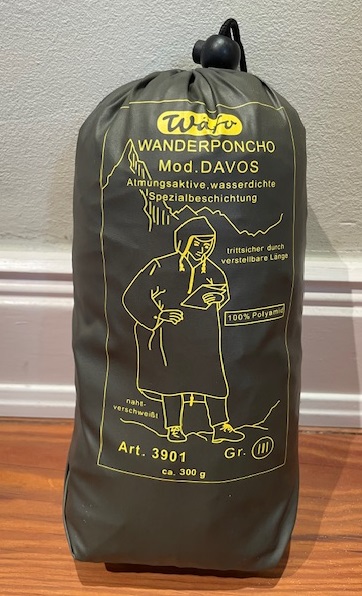 Wäfo
WANDERPONCHO
Mod.DAVOS
Atmungsaktive,wasserdichte
Spezialbeschichtung
trittsicher durch
verstellbare Länge
100% Polyamid
naht-
verschweißt
Art. 3901
Gr. III
ca. 300 g